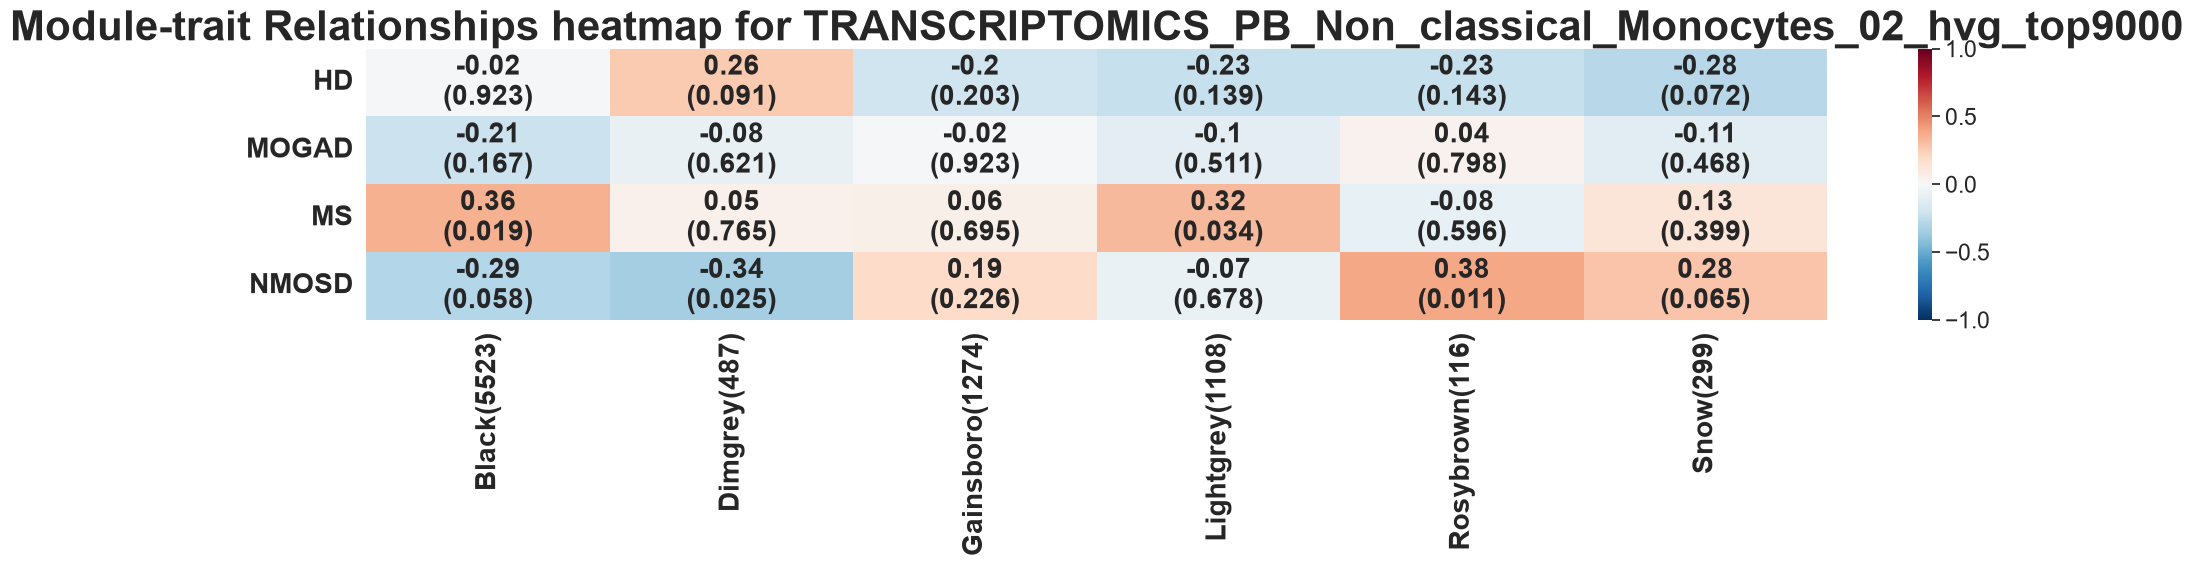 Module-trait Relationships heatmap for TRANSCRIPTOMICS_PB_Non_classical_Monocytes_02_hvg_top9000
HD
-0.02 0.26 -0.2 -0.23 -0.23 -0.28
(0.923) (0.091) (0.203) (0.139) (0.143) (0.072)
MOGAD
-0.21 -0.08 -0.02 -0.1 0.04 -0.11
(0.167) (0.621) (0.923) (0.511) (0.798) (0.468)
MS
0.36 0.05 0.06 0.32 -0.08 0.13
(0.019) (0.765) (0.695) (0.034) (0.596) (0.399)
NMOSD
-0.29 -0.34 0.19 -0.07 0.38 0.28
(0.058) (0.025) (0.226) (0.678) (0.011) (0.065)
Black(5523)
Dimgrey(487)
Gainsboro(1274)
Lightgrey(1108)
Rosybrown(116)
Snow(299)
1.0
0.5
0.0
−0.5
−1.0